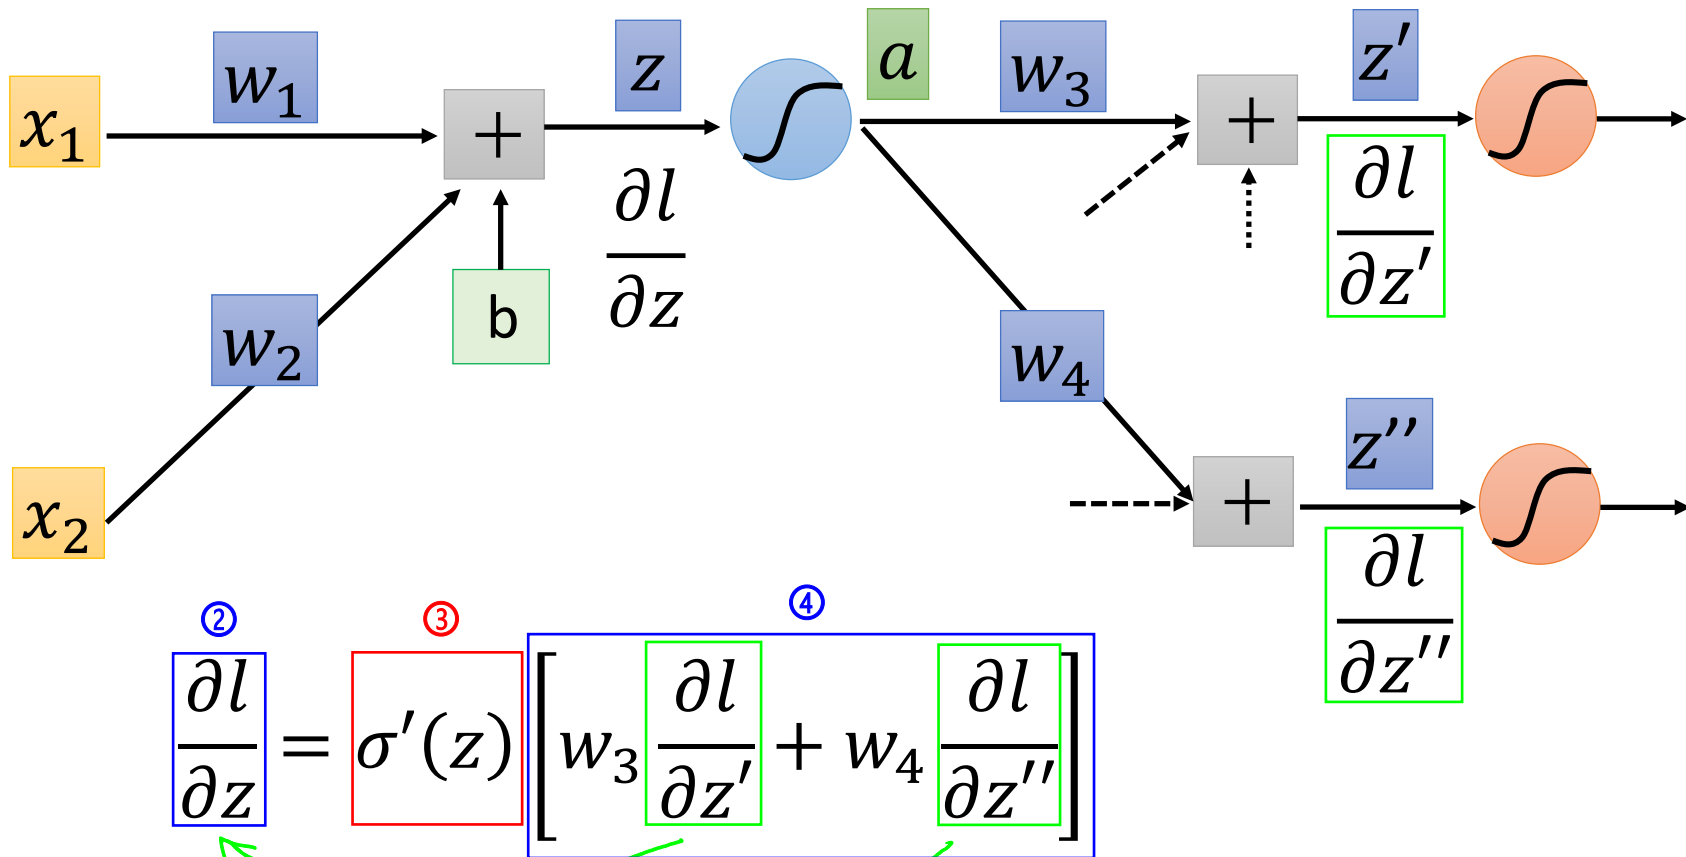 x₁ w₁ + z a w₃ + z′
∂l/∂z ∂l/∂z′
w₂ b w₄
x₂ + z′′
∂l/∂z′′
② ③ ④
∂l/∂z = σ′(z) [w₃ ∂l/∂z′ + w₄ ∂l/∂z′′]